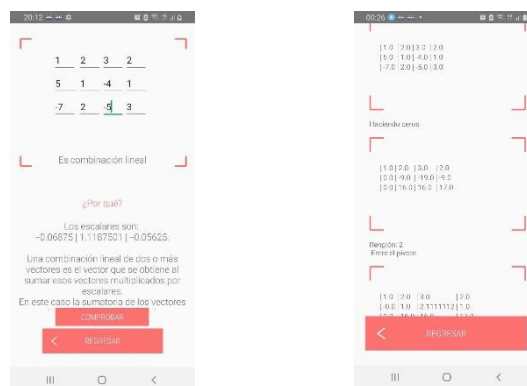 20:12
1 2 3 2
5 1 -4 1
-7 2 -5 3
Es combinación lineal
¿Por qué?
Los escalares son:
-0.06875 | 1.1187501 | -0.05625.
Una combinación lineal de dos o más
vectores es el vector que se obtiene al
sumar esos vectores multiplicados por
escalares.
En este caso la sumatoria de los vectores
COMPROBAR
REGRESAR
00:26
|1.0 |2.0 |3.0 |2.0
|5.0 |1.0 |-4.0 |1.0
|-7.0 |2.0 |-5.0 |3.0
Haciendo ceros
|1.0 |2.0 |3.0 |2.0
|0.0 |-9.0 |-19.0 |-9.0
|0.0 |16.0 |16.0 |17.0
Renglón: 2
Entre el pivote
|1.0 |2.0 |3.0 |2.0
|-0.0 |1.0 |2.1111112 |1.0
REGRESAR